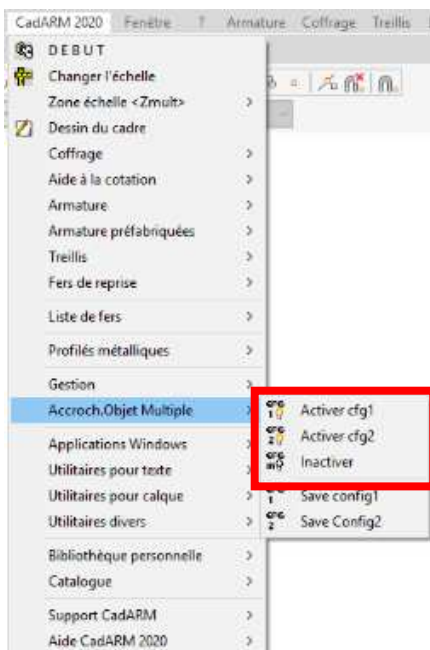 CadARM 2020 Fenêtre ? Armature Coffrage Treillis
DEBUT
Changer l'échelle
Zone échelle <Zmult>
Dessin du cadre
Coffrage
Aide à la cotation
Armature
Armature préfabriquées
Treillis
Fers de reprise
Liste de fers
Profilés métalliques
Gestion
Accroch.Objet Multiple
Activer cfg1
Activer cfg2
Applications Windows
Inactiver
Utilitaires pour texte
Utilitaires pour calque
Save config1
Utilitaires divers
Save Config2
Bibliothèque personnelle
Catalogue
Support CadARM
Aide CadARM 2020